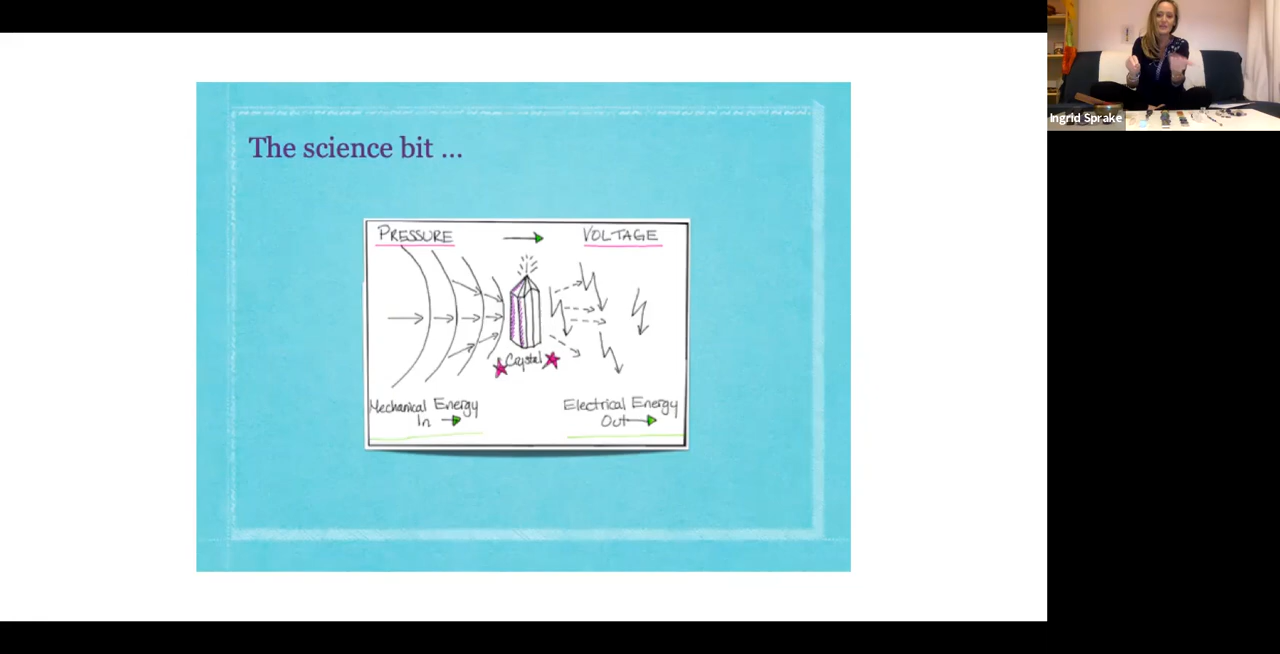 The science bit ...
PRESSURE
VOLTAGE
Crystal
Mechanical Energy
In
Electrical Energy
Out
Ingrid Sprake